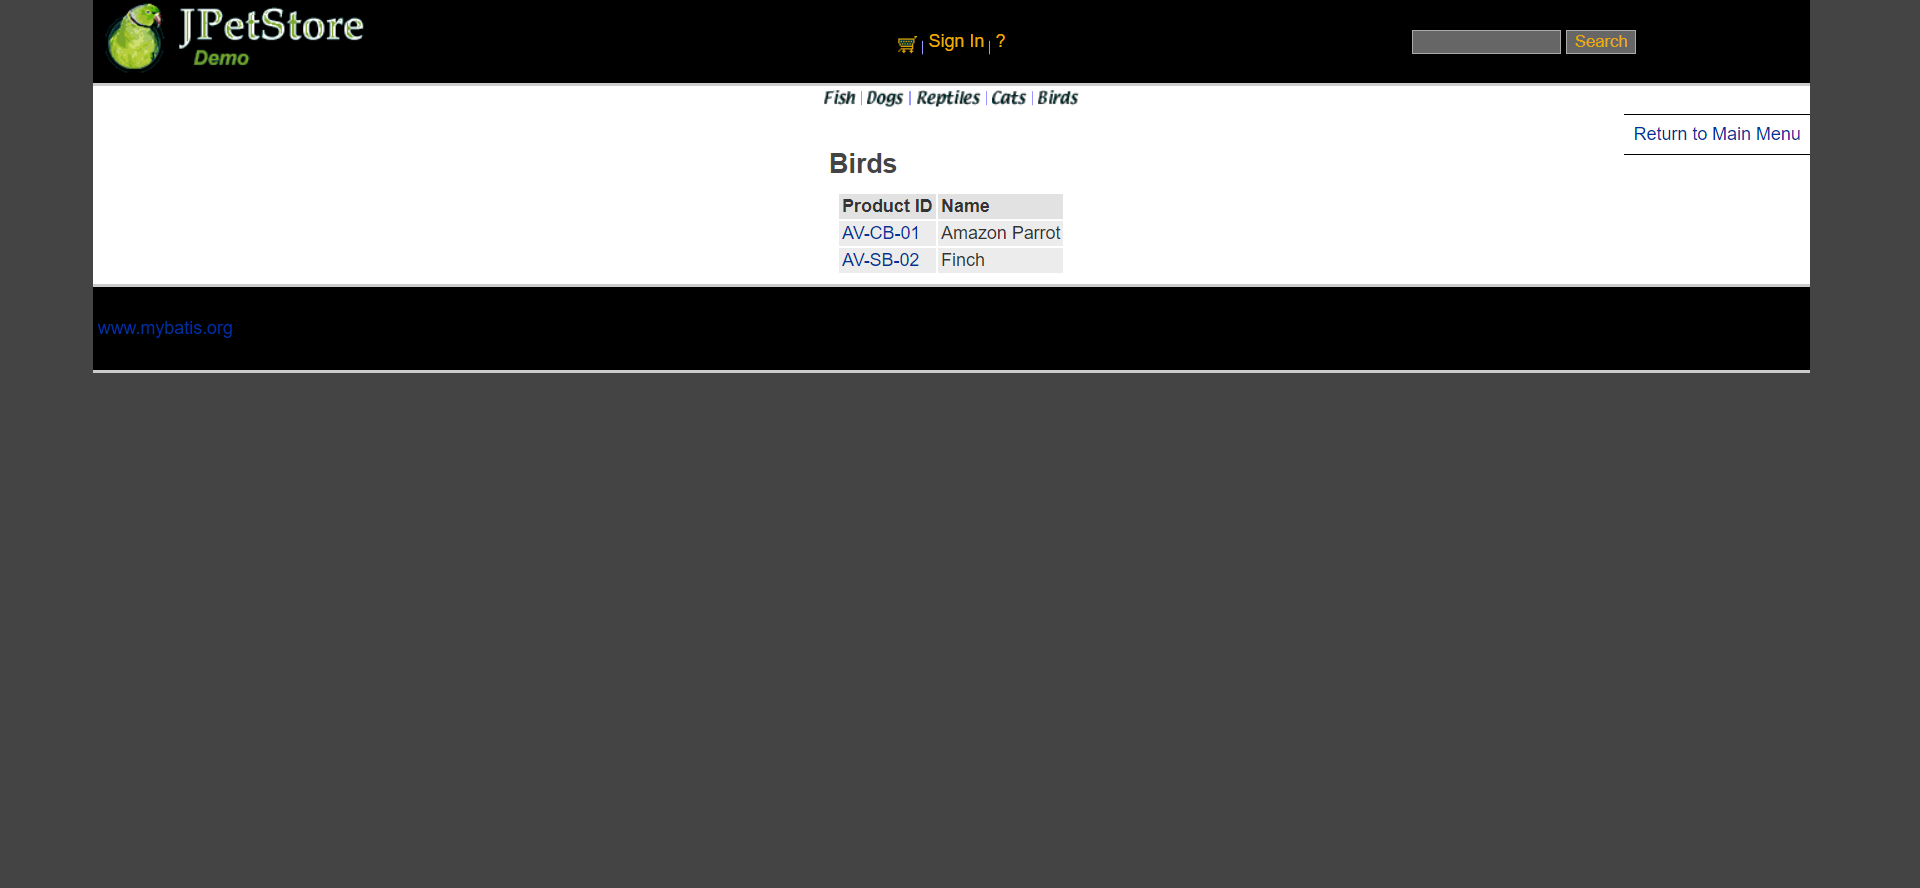 JPetStore
Demo
Sign In ?
Search
Fish Dogs Reptiles Cats Birds
Return to Main Menu
Birds
Product ID Name
AV-CB-01 Amazon Parrot
AV-SB-02 Finch
www.mybatis.org